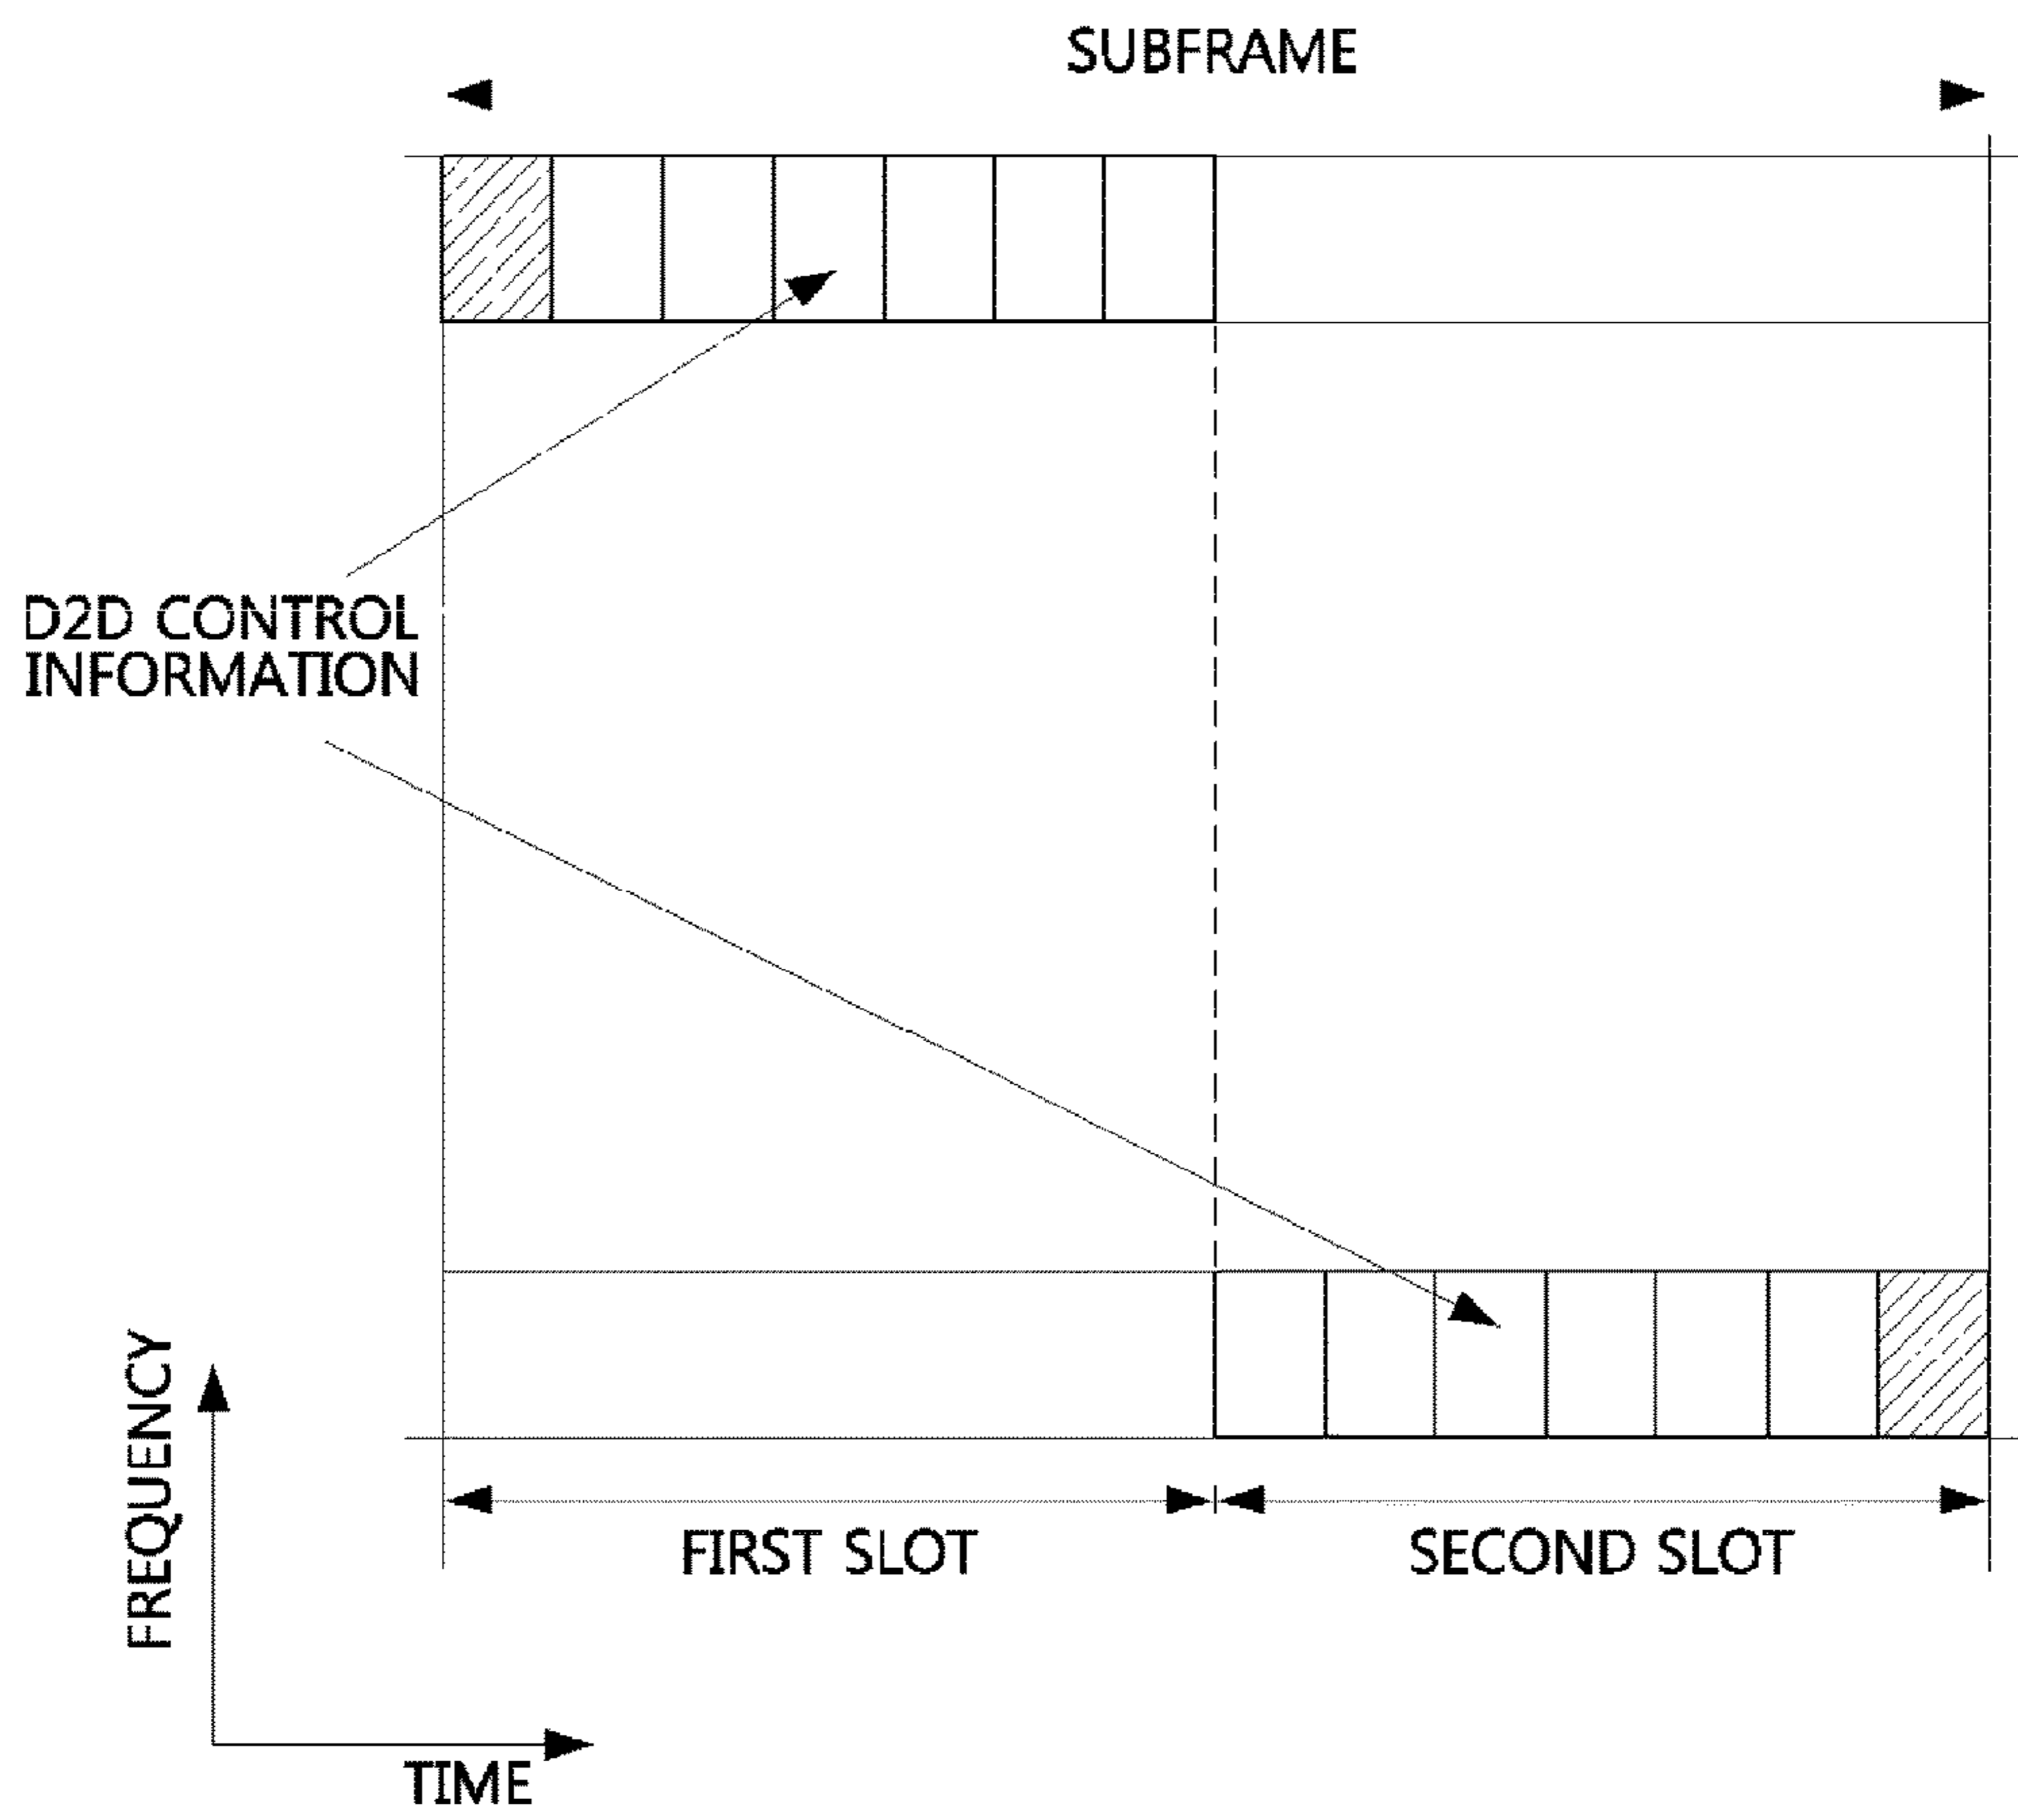 SUBFRAME
D2D CONTROL
INFORMATION
FIRST SLOT
SECOND SLOT
FREQUENCY
TIME